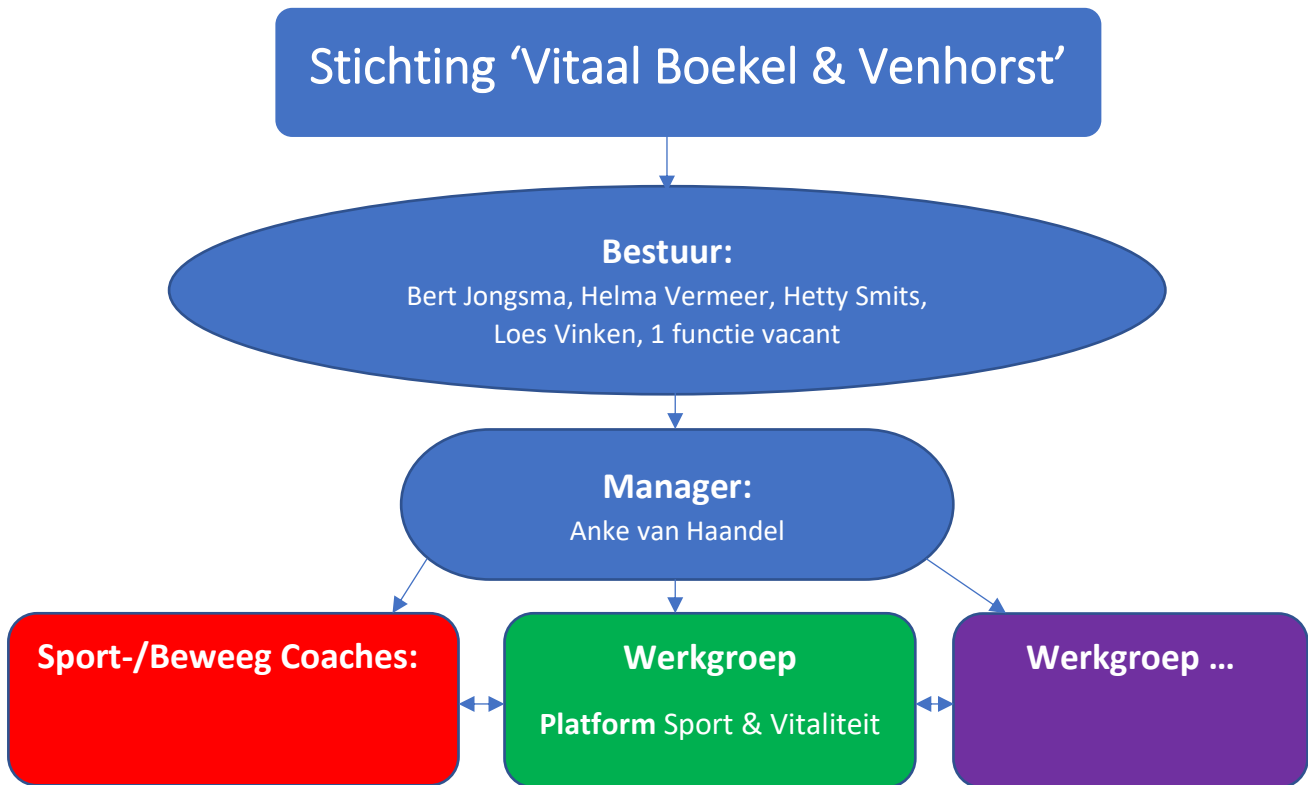 Stichting ‘Vitaal Boekel & Venhorst’
Bestuur:
Bert Jongsma, Helma Vermeer, Hetty Smits,
Loes Vinken, 1 functie vacant
Manager:
Anke van Haandel
Sport-/Beweeg Coaches:
Werkgroep
Platform Sport & Vitaliteit
Werkgroep …